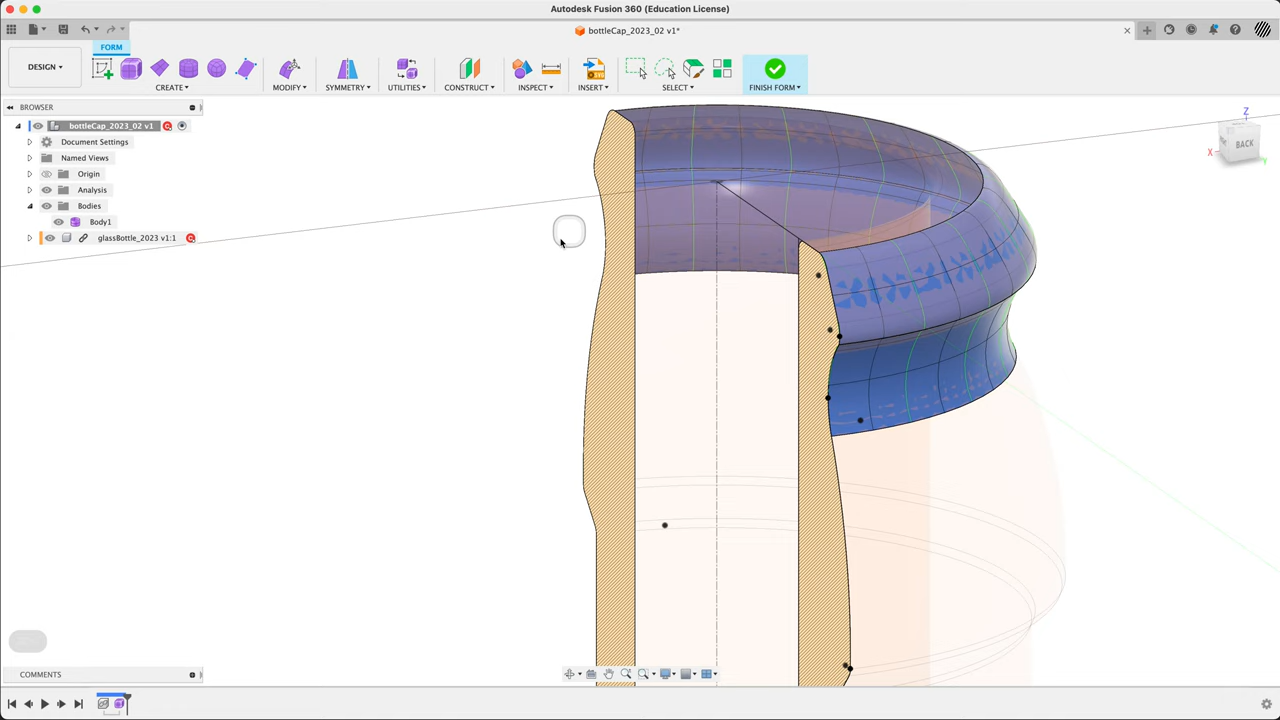 Autodesk Fusion 360 (Education License)
bottleCap_2023_02 v1*
DESIGN
FORM
CREATE
MODIFY
SYMMETRY
UTILITIES
CONSTRUCT
INSPECT
INSERT
SELECT
FINISH FORM
BROWSER
bottleCap_2023_02 v1
Document Settings
Named Views
Origin
Analysis
Bodies
Body1
glassBottle_2023 v1:1
Z
BACK
X
Y
COMMENTS